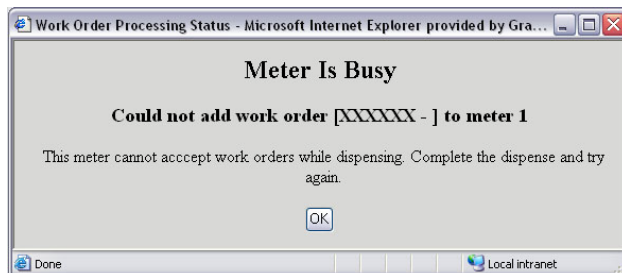 Work Order Processing Status - Microsoft Internet Explorer provided by Gra...
Meter Is Busy
Could not add work order [XXXXXX - ] to meter 1
This meter cannot acccept work orders while dispensing. Complete the dispense and try
again.
OK
Done
Local intranet